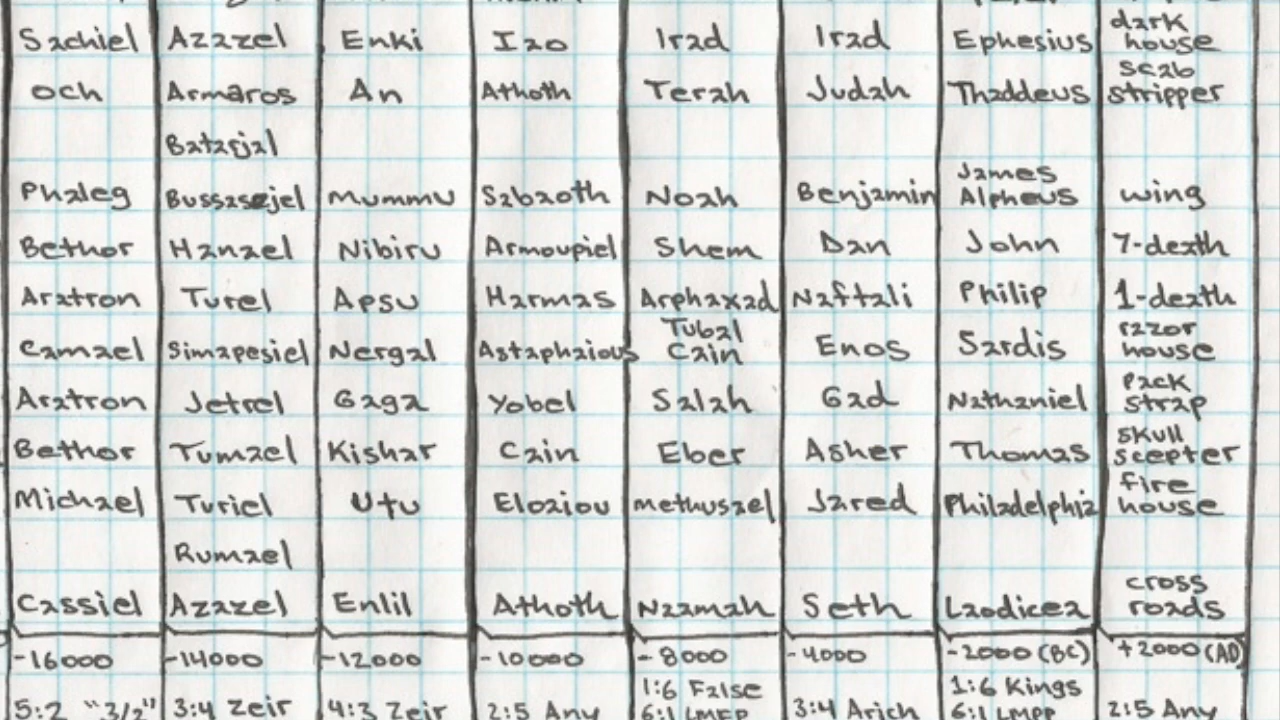 Sachiel Azazel Enki Iao Irad Irad Ephesius dark house
Och Armaros An Athoth Terah Judah Thaddeus scab stripper
Batarjal
Phaleg Bussasejel Mummu Sabaoth Noah Benjamin James Alpheus wing
Bethor Hanael Nibiru Armoupiel Shem Dan John 7-death
Aratron Turel Apsu Harmas Arphaxad Naftali Philip 1-death
Camael Simapesiel Nergal Astaphaious Tubal Cain Enos Sardis razor house
Aratron Jetrel Gaga Yobel Salah Gad Nathaniel pack strap
Bethor Tumael Kishar Cain Eber Asher Thomas skull scepter
Michael Turiel Utu Eloaiou methusael Jared Philadelphia fire house
Rumael
Cassiel Azazel Enlil Athoth Naamah Seth Laodicea cross roads
-16000 -14000 -12000 -10000 -8000 -4000 -2000 (BC) +2000 (AD)
5:2 "3/2" 3:4 Zeir 4:3 Zeir 2:5 Any 1:6 False 3:4 Arich 1:6 Kings 2:5 Any
6:1 6:1